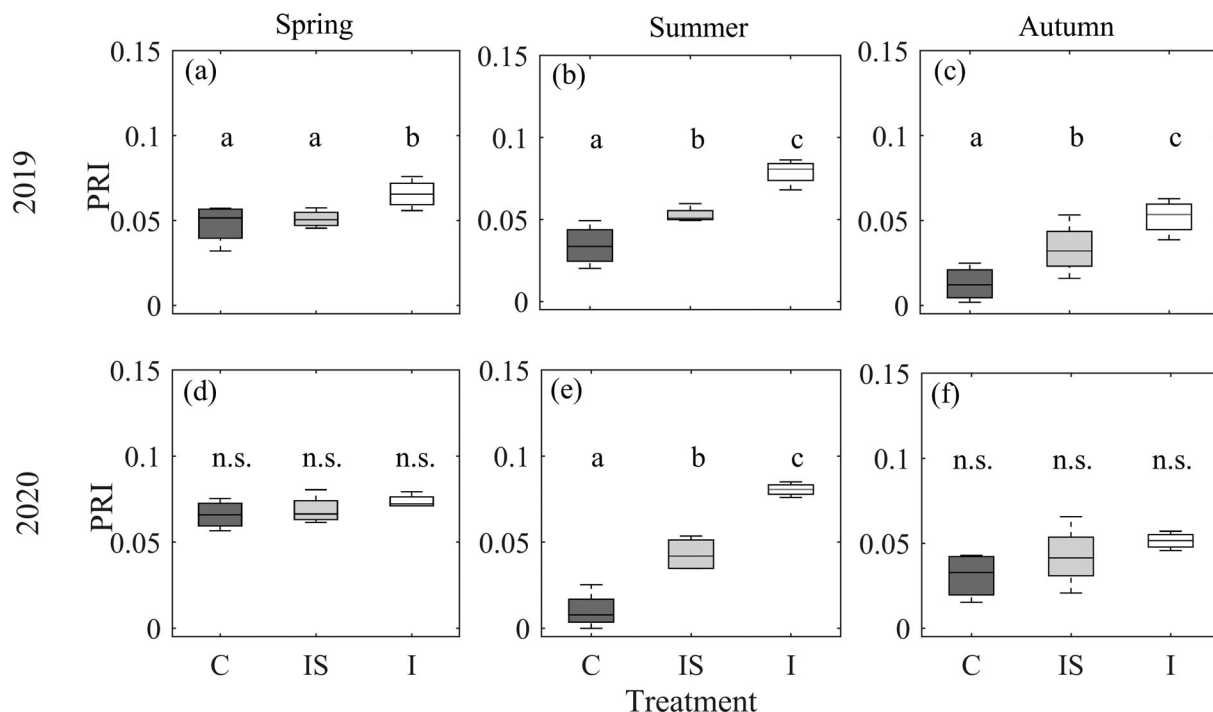 Spring Summer Autumn
2019
PRI
0.15 0.1 0.05 0
(a)
a a b
0.15 0.1 0.05 0
(b)
a b c
0.15 0.1 0.05 0
(c)
a b c
2020
PRI
0.15 0.1 0.05 0
(d)
n.s. n.s. n.s.
0.15 0.1 0.05 0
(e)
a b c
0.15 0.1 0.05 0
(f)
n.s. n.s. n.s.
C IS I C IS I C IS I
Treatment